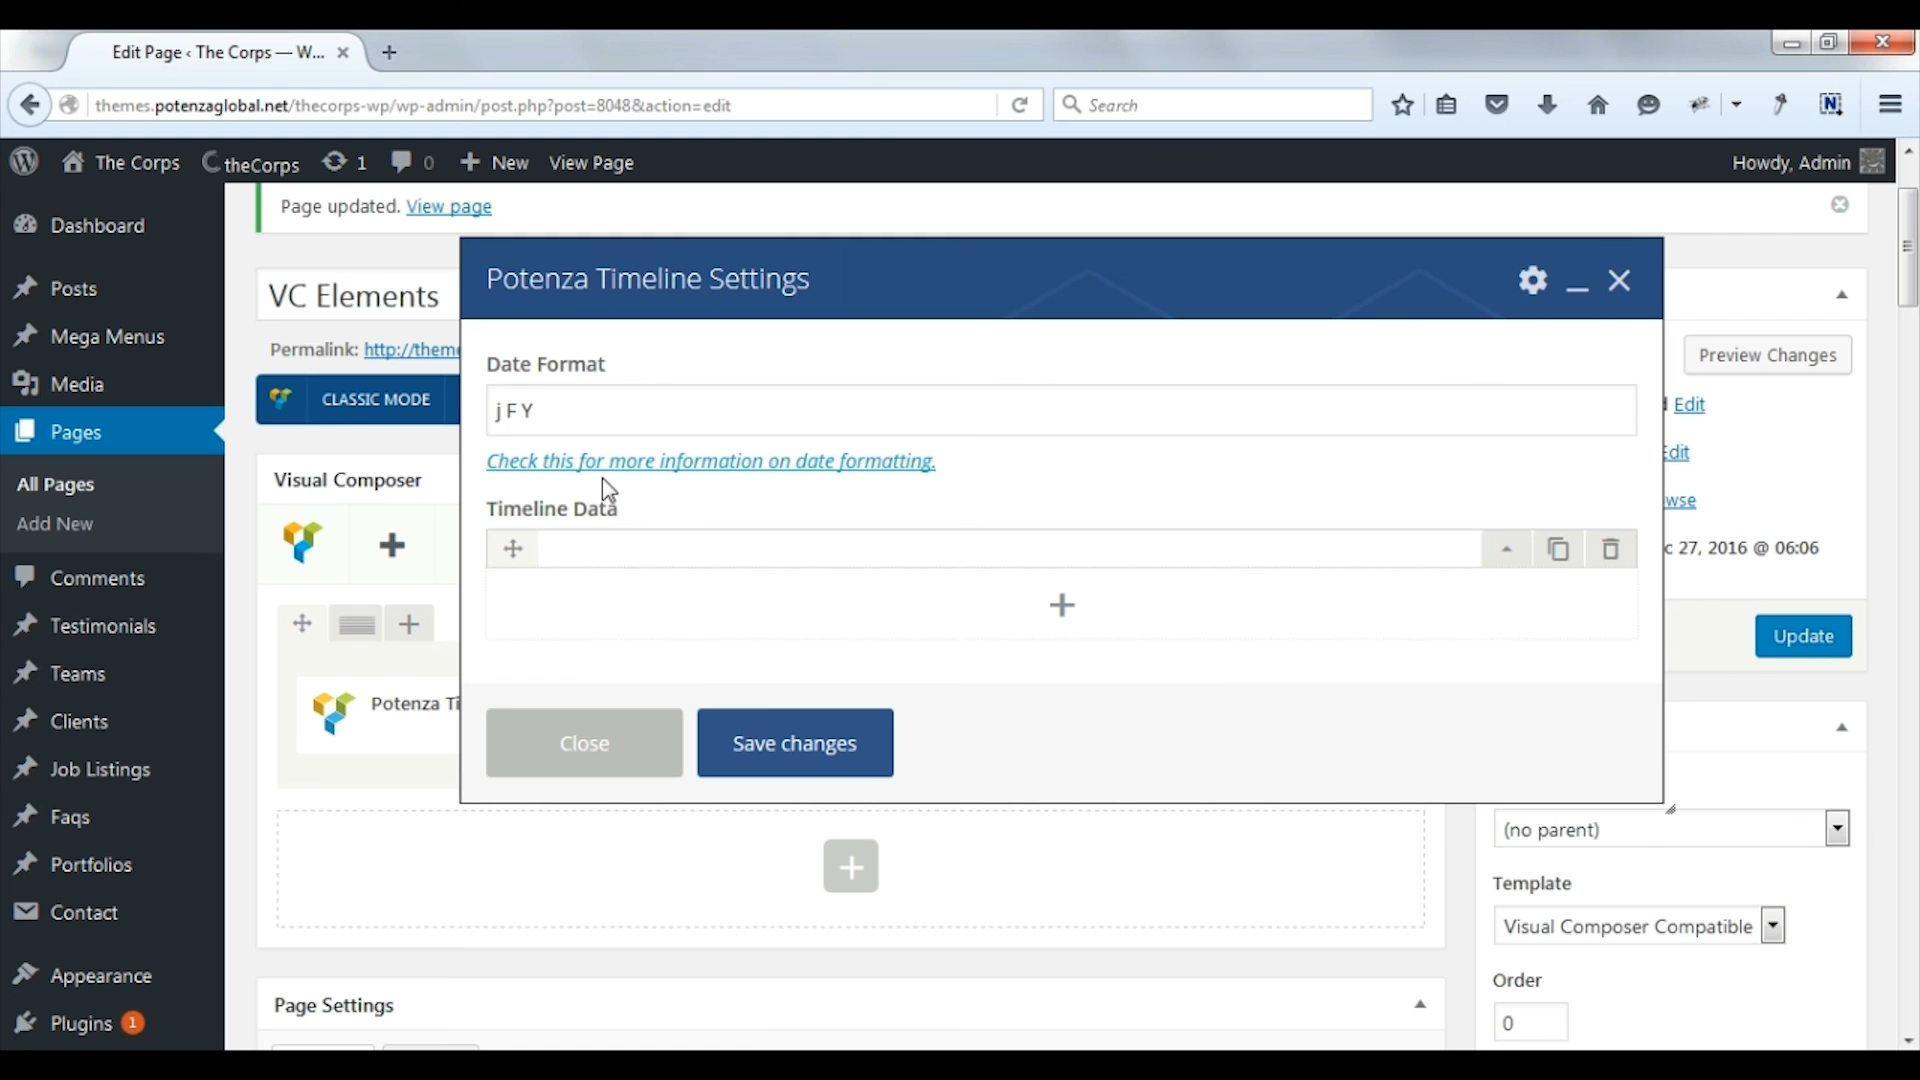 Edit Page ‹ The Corps — W...
themes.potenzaglobal.net/thecorps-wp/wp-admin/post.php?post=8048&action=edit
Search
The Corps
theCorps
1
0
New
View Page
Howdy, Admin
Page updated. View page
Dashboard
Posts
Mega Menus
Media
Pages
All Pages
Add New
Comments
Testimonials
Teams
Clients
Job Listings
Faqs
Portfolios
Contact
Appearance
Plugins 1
VC Elements
Permalink: http://theme
CLASSIC MODE
Visual Composer
Potenza Ti
Potenza Timeline Settings
Date Format
j F Y
Check this for more information on date formatting.
Timeline Data
Close
Save changes
Page Settings
Preview Changes
Edit
Edit
wse
c 27, 2016 @ 06:06
Update
(no parent)
Template
Visual Composer Compatible
Order
0